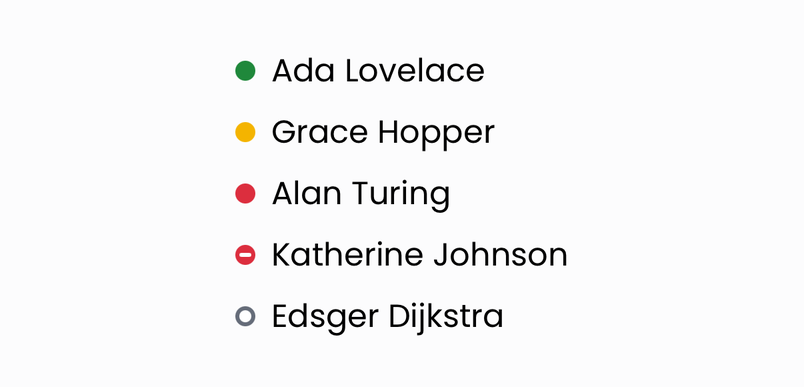 Ada Lovelace
Grace Hopper
Alan Turing
Katherine Johnson
Edsger Dijkstra